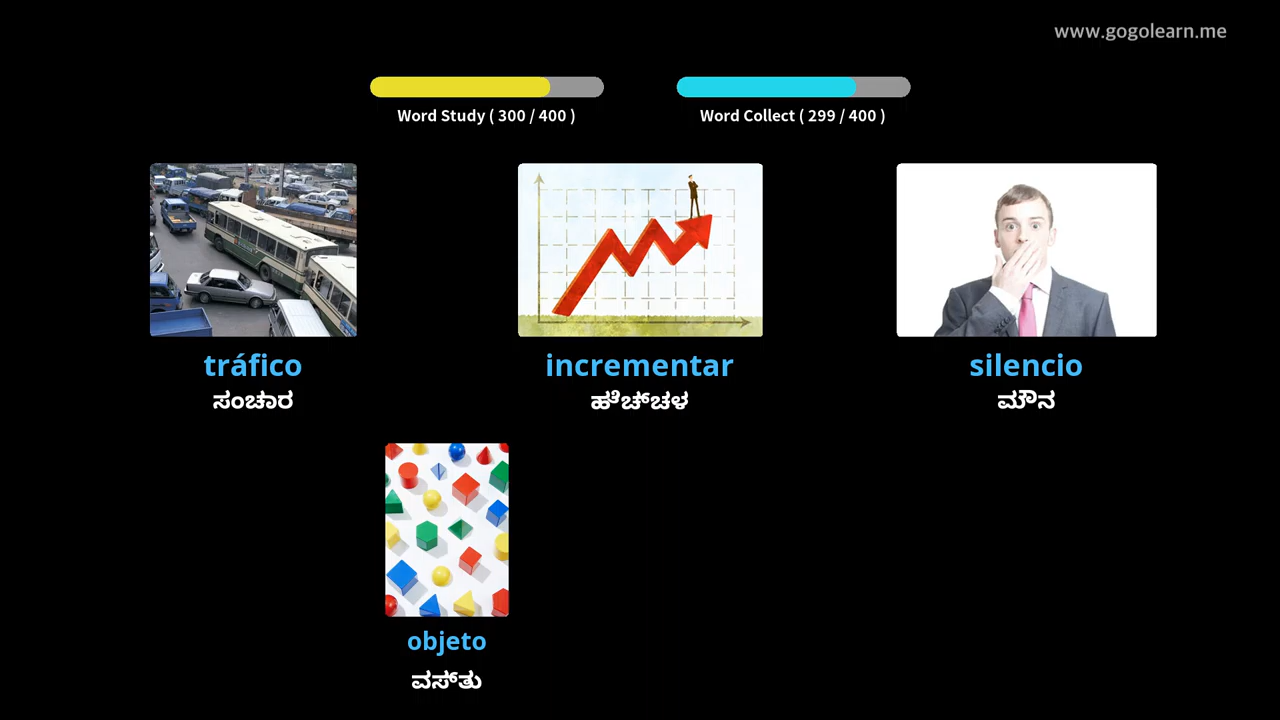 www.gogolearn.me
Word Study ( 300 / 400 )
Word Collect ( 299 / 400 )
tráfico
incrementar
silencio
ಸಂಚಾರ
ಹೆಚ್ಚಳ
ಮೌನ
objeto
ವಸ್ತು